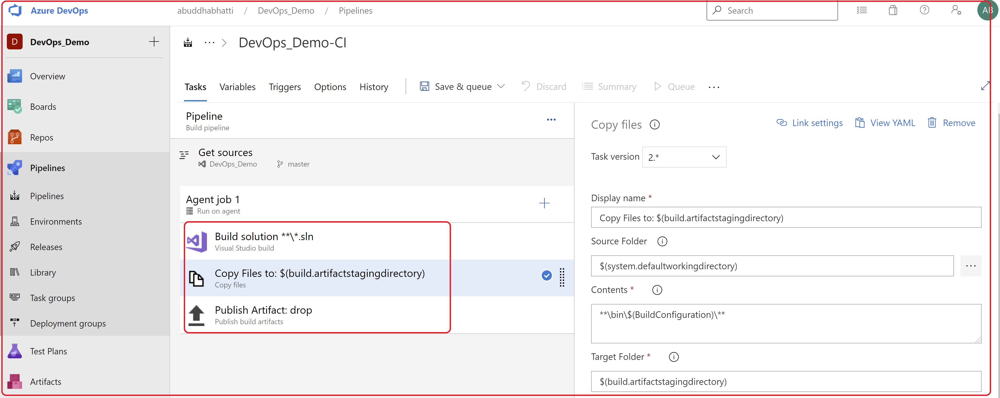 Azure DevOps
abuddhabhatti / DevOps_Demo / Pipelines
Search
AB
D DevOps_Demo
Overview
Boards
Repos
Pipelines
Pipelines
Environments
Releases
Library
Task groups
Deployment groups
Test Plans
Artifacts
... > DevOps_Demo-CI
Tasks Variables Triggers Options History Save & queue Discard Summary Queue ...
Pipeline
Build pipeline
Get sources
DevOps_Demo master
Agent job 1
Run on agent
Build solution **\*.sln
Visual Studio build
Copy Files to: $(build.artifactstagingdirectory)
Copy files
Publish Artifact: drop
Publish build artifacts
Copy files Link settings View YAML Remove
Task version 2.*
Display name *
Copy Files to: $(build.artifactstagingdirectory)
Source Folder
$(system.defaultworkingdirectory)
Contents *
**\bin\$(BuildConfiguration)\**
Target Folder *
$(build.artifactstagingdirectory)